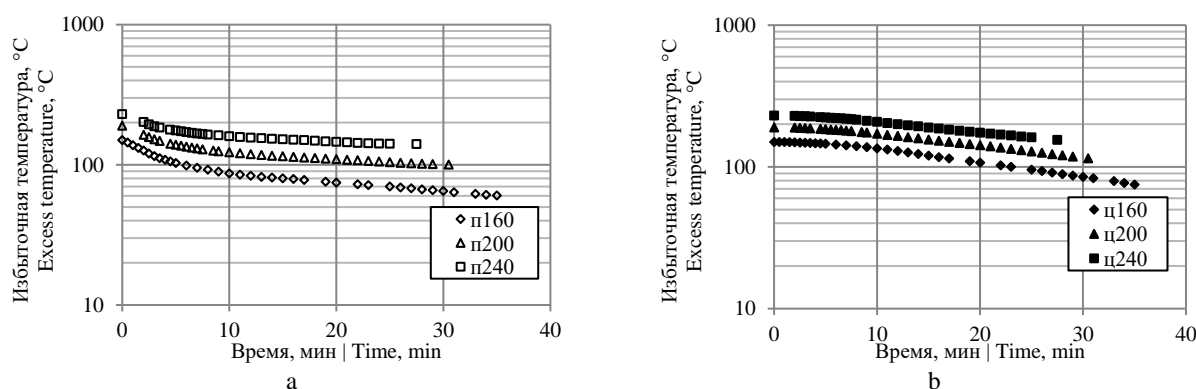 Избыточная температура, °C
Excess temperature, °C
1000
100
10
0
10
20
30
40
п160
п200
п240
Время, мин | Time, min
a
Избыточная температура, °C
Excess temperature, °C
1000
100
10
0
10
20
30
40
ц160
ц200
ц240
Время, мин | Time, min
b